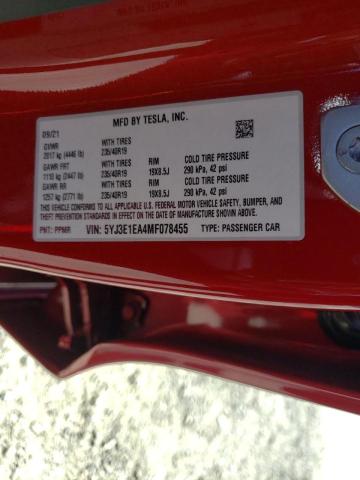 MFD BY TESLA, INC.
09/21
GVWR
2017 kg (4446 lb)
GAWR FRT WITH TIRES RIM COLD TIRE PRESSURE
1110 kg (2447 lb) 235/40R19 19X8.5J 290 kPa, 42 psi
GAWR RR WITH TIRES RIM COLD TIRE PRESSURE
1257 kg (2771 lb) 235/40R19 19X8.5J 290 kPa, 42 psi
THIS VEHICLE CONFORMS TO ALL APPLICABLE U.S. FEDERAL MOTOR VEHICLE SAFETY, BUMPER, AND
THEFT PREVENTION STANDARDS IN EFFECT ON THE DATE OF MANUFACTURE SHOWN ABOVE.
PNT: PPMR VIN: 5YJ3E1EA4MF078455 TYPE: PASSENGER CAR